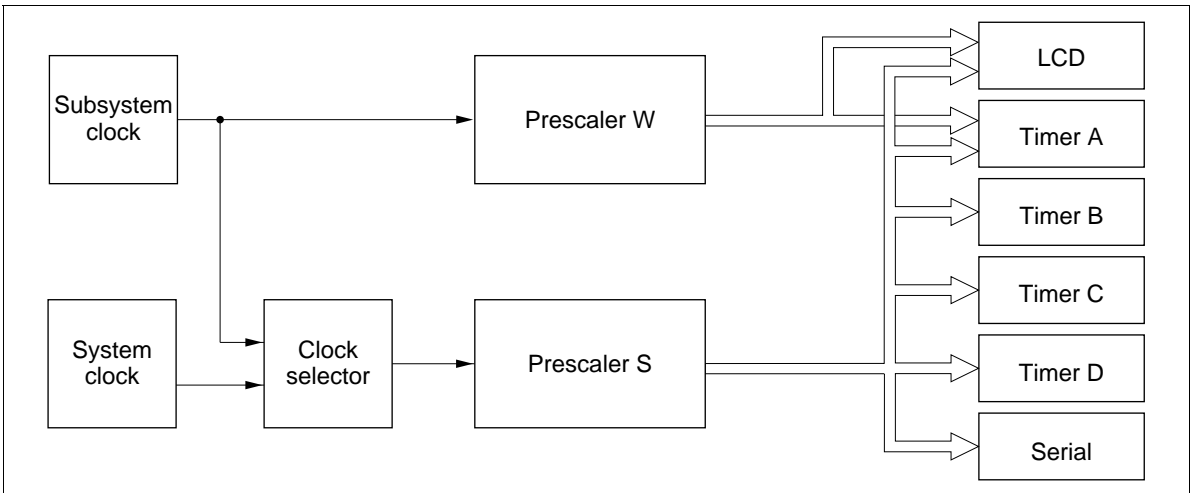 Subsystem
clock
Prescaler W
System
clock
Clock
selector
Prescaler S
LCD
Timer A
Timer B
Timer C
Timer D
Serial